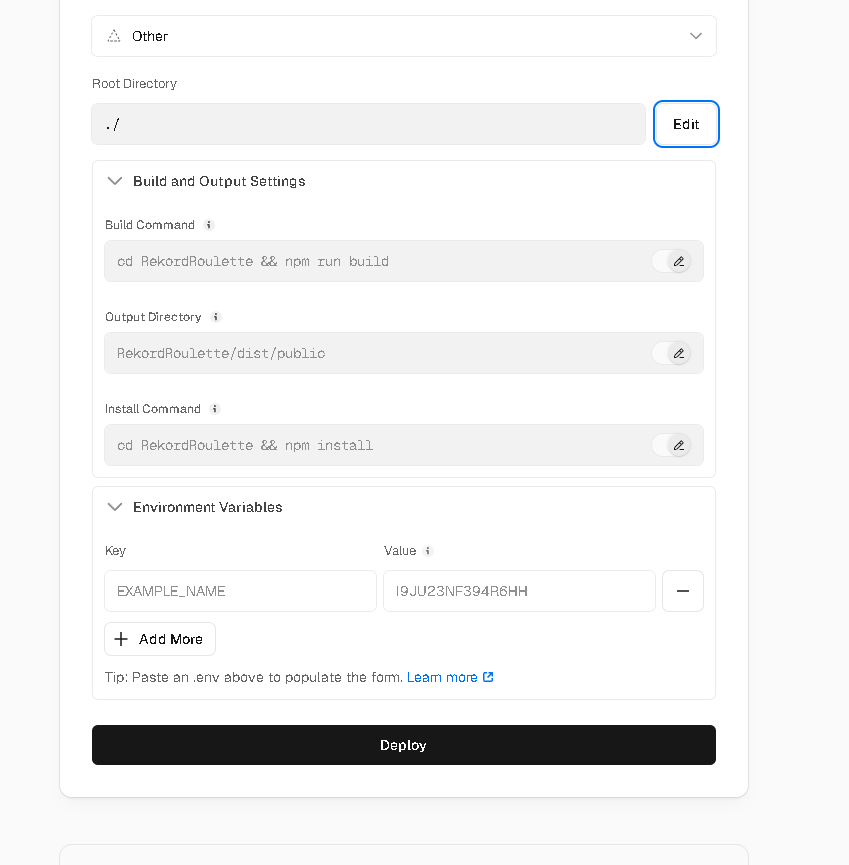 Other
Root Directory
./
Edit
Build and Output Settings
Build Command
cd RekordRoulette && npm run build
Output Directory
RekordRoulette/dist/public
Install Command
cd RekordRoulette && npm install
Environment Variables
Key Value
EXAMPLE_NAME I9JU23NF394R6HH
Add More
Tip: Paste an .env above to populate the form. Learn more
Deploy